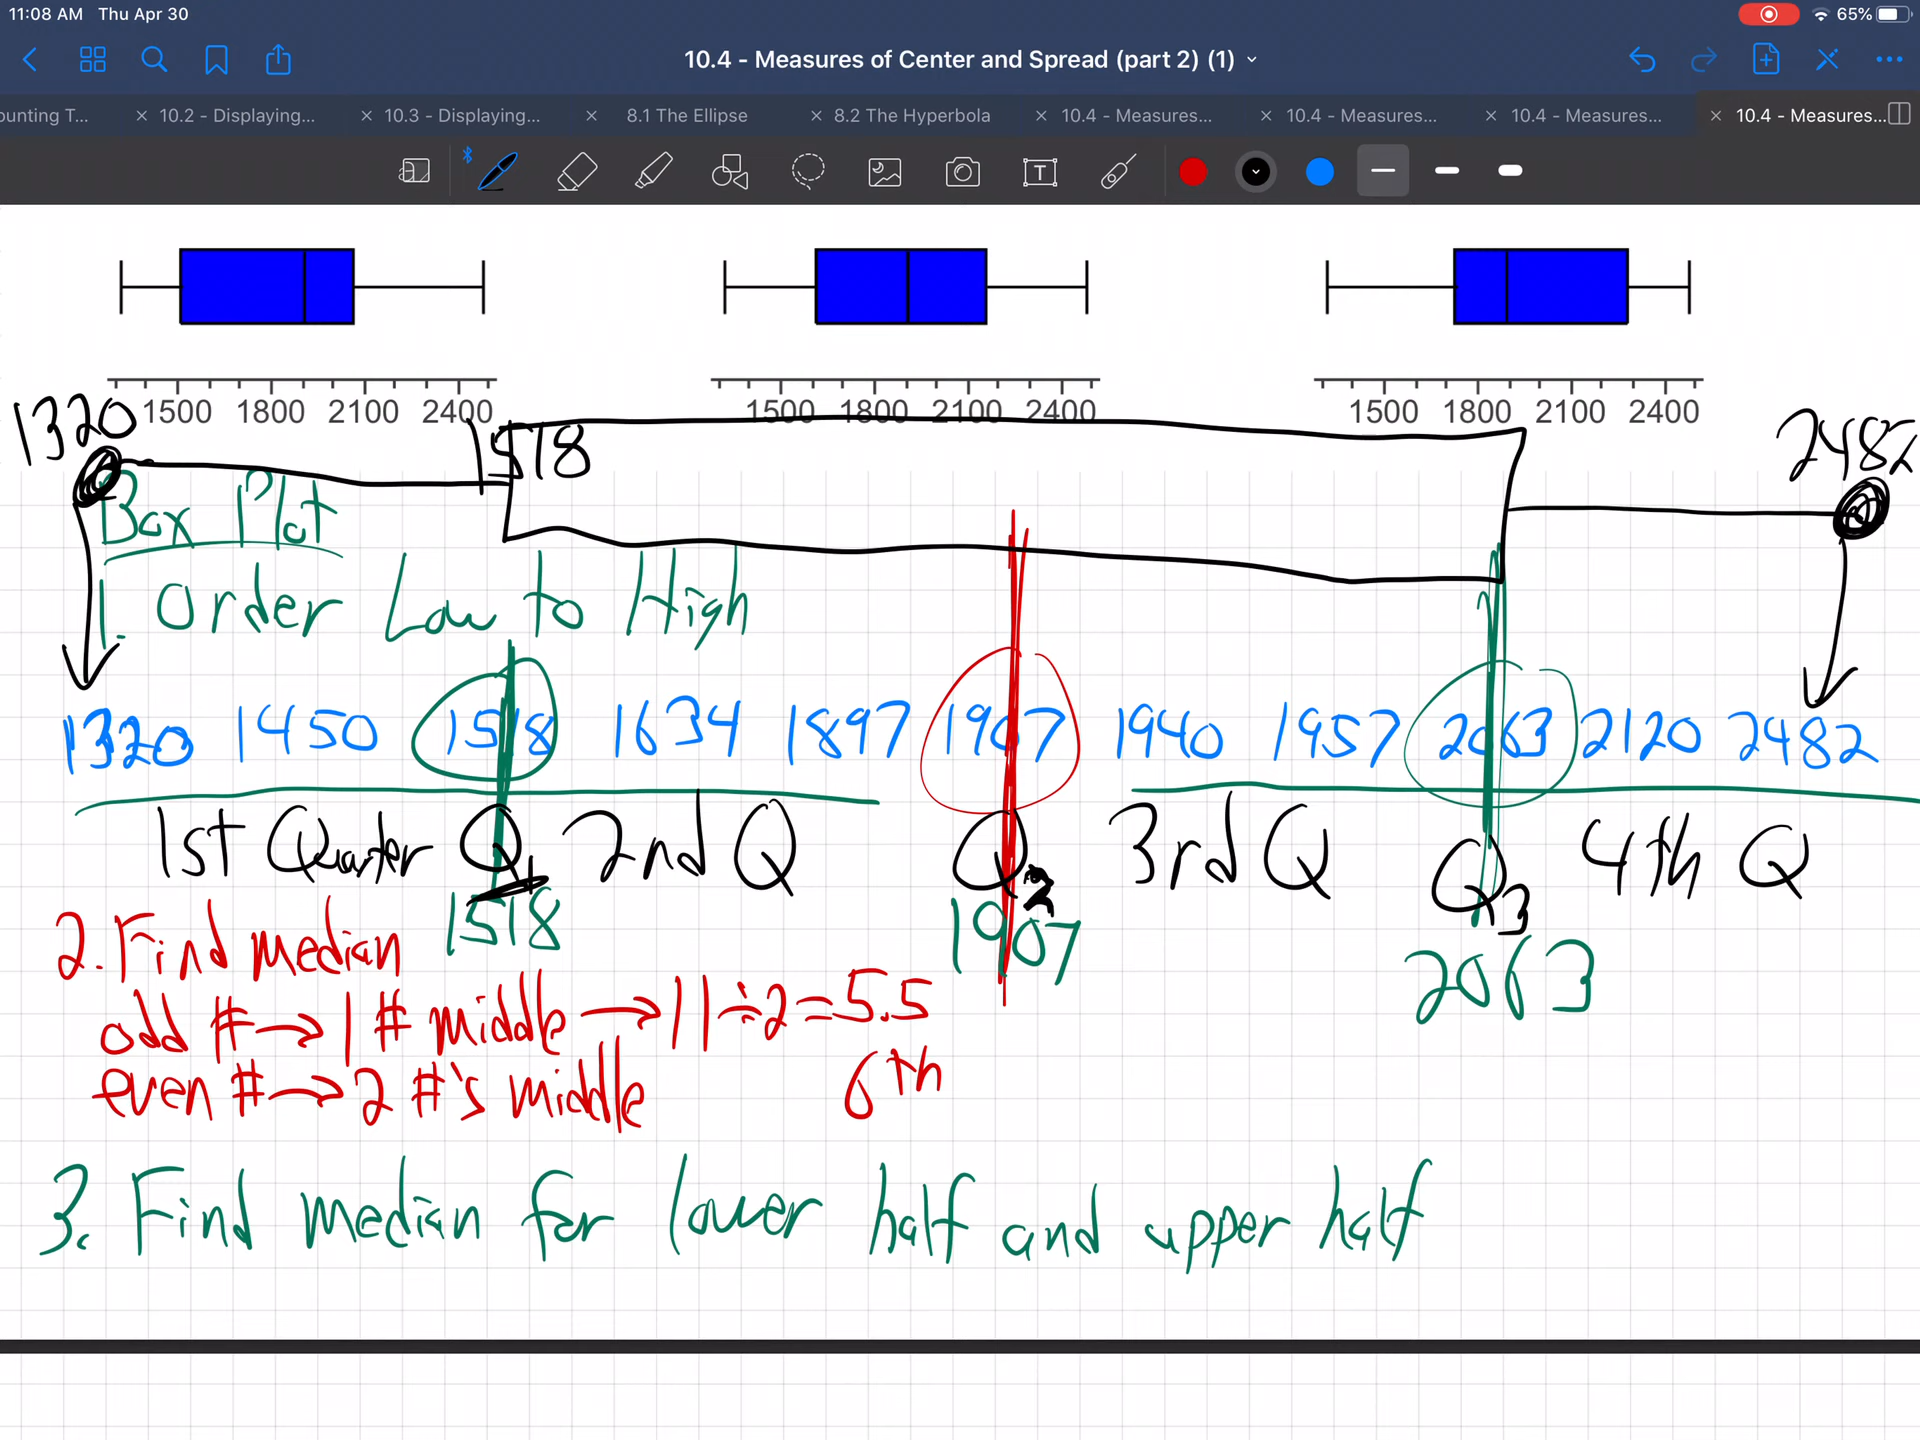 11:08 AM Thu Apr 30
65%
10.4 - Measures of Center and Spread (part 2) (1)
ounting T...
× 10.2 - Displaying...
× 10.3 - Displaying...
× 8.1 The Ellipse
× 8.2 The Hyperbola
× 10.4 - Measures...
× 10.4 - Measures...
× 10.4 - Measures...
× 10.4 - Measures...
T
1500 1800 2100 2400
1500 1800 2100 2400
1500 1800 2100 2400
1320
1518
2482
Box Plot
1. Order Low to High
1320 1450 1518 1634 1897 1907 1940 1957 2063 2120 2482
1st Quarter Q1 2nd Q Q2 3rd Q Q3 4th Q
1518 1907 2063
2. Find median
odd # → 1 # middle → 11 ÷ 2 = 5.5
6th
even # → 2 #'s middle
3. Find median for lower half and upper half